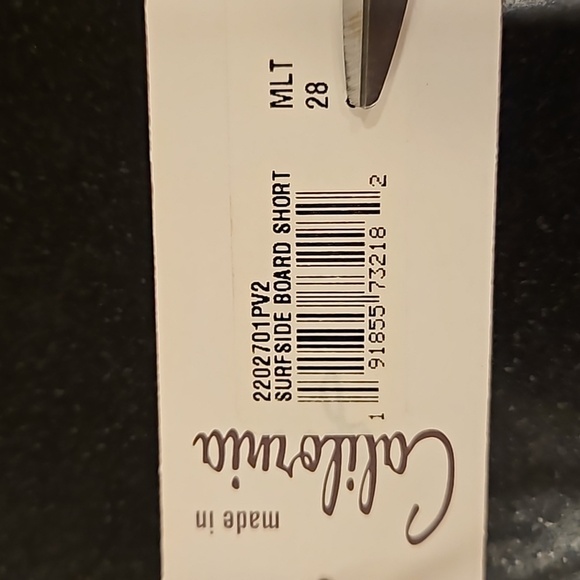 2202701PV2
SURFSIDE BOARD SHORT
MLT
28
1 91855 73218 2
made in
California